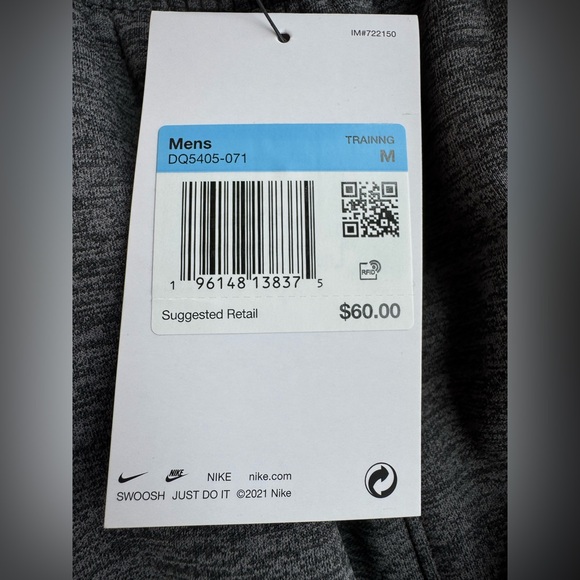 IM#722150
Mens TRAINNG
DQ5405-071 M
RFID
1 96148 13837 5
Suggested Retail $60.00
NIKE NIKE nike.com
SWOOSH JUST DO IT ©2021 Nike